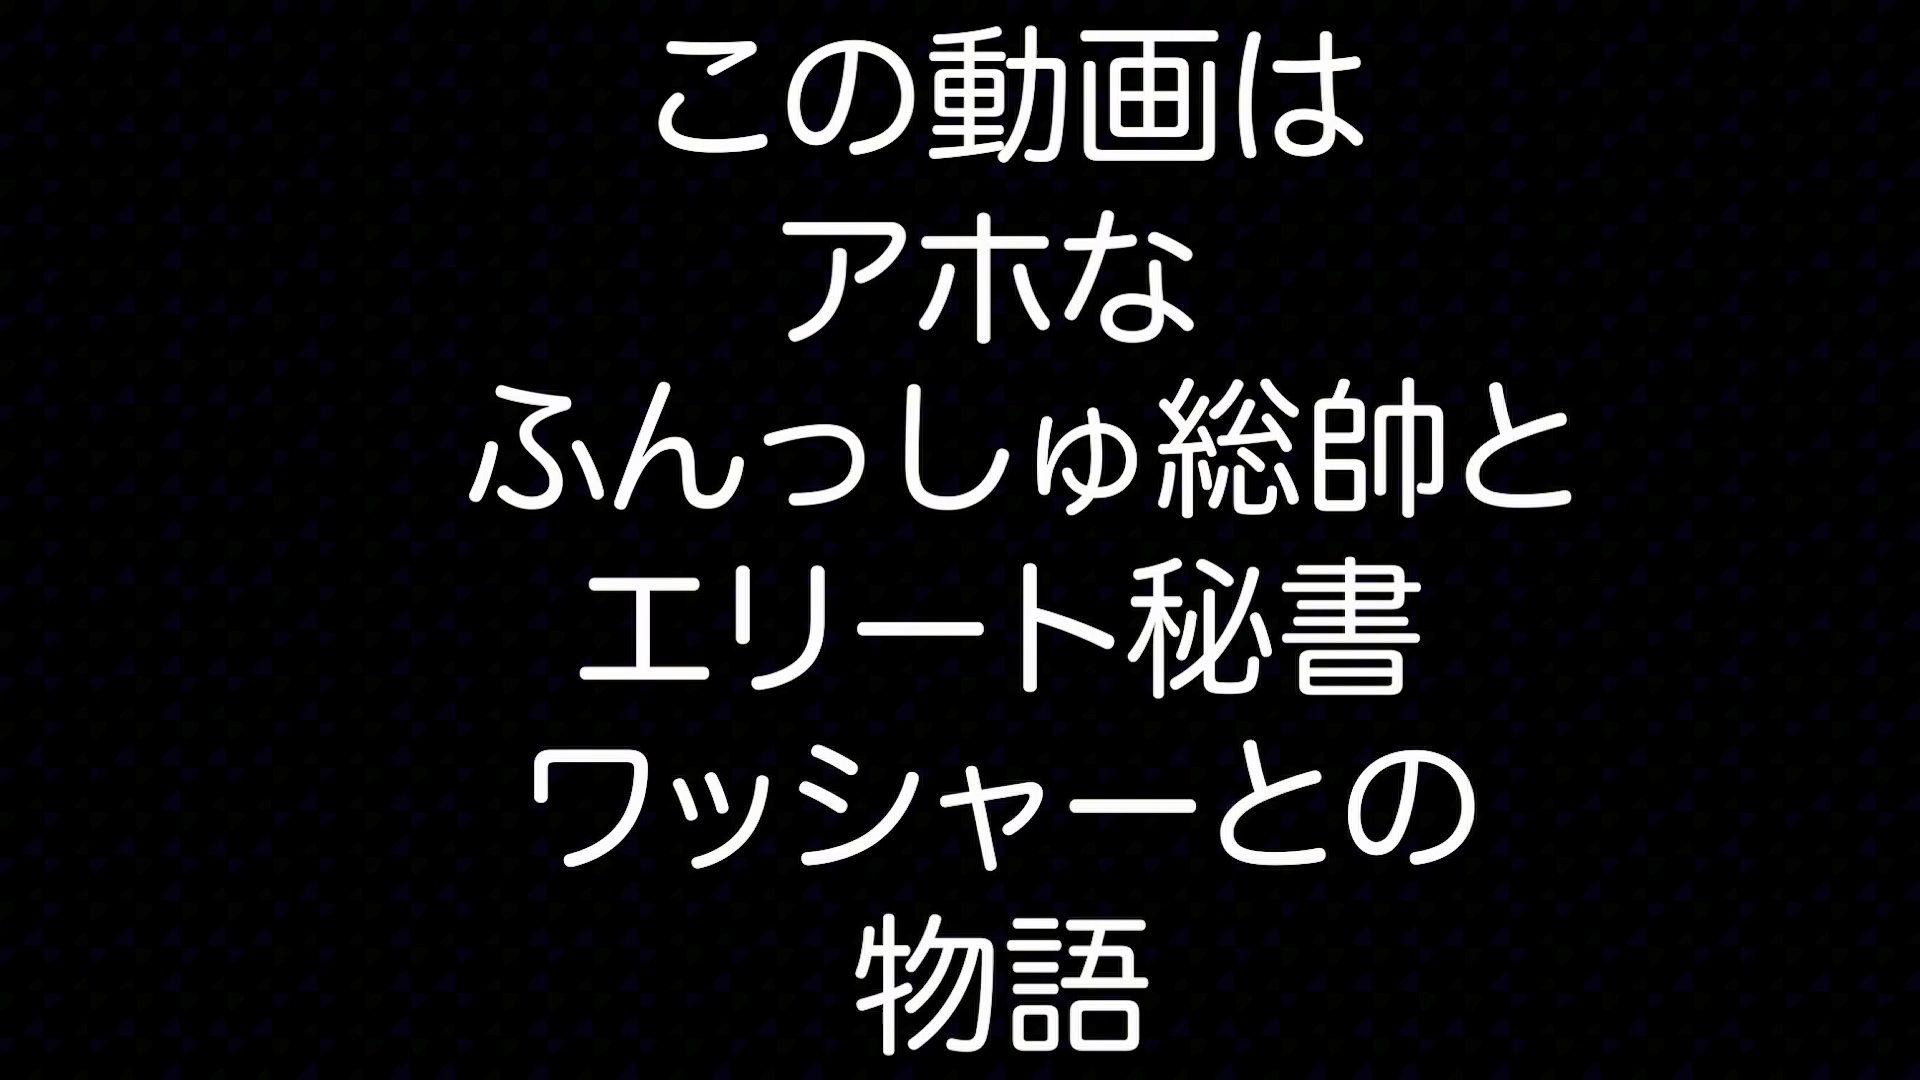 この動画は
アホな
ふんっしゅ総帥と
エリート秘書
ワッシャーとの
物語